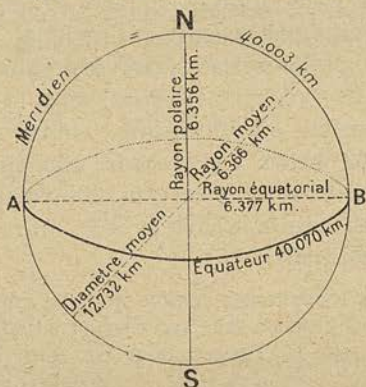 N
Méridien = 40.003 km
Rayon polaire
6.356 km.
Rayon moyen
6.366 km.
A
Rayon équatorial
6.377 km.
B
Diamètre moyen
12.732 km
Équateur 40.070 km.
S